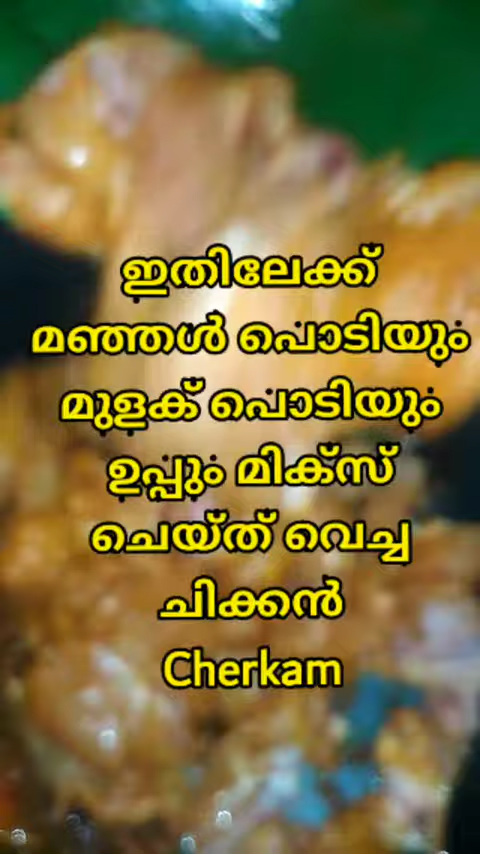 ഇതിലേക്ക്
മഞ്ഞൾ പൊടിയും
മുളക് പൊടിയും
ഉപ്പും മിക്സ്
ചെയ്ത് വെച്ച
ചിക്കൻ
Cherkam